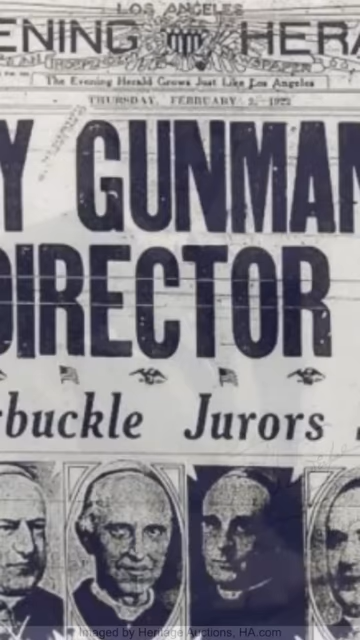 LOS ANGELES
ENING HERA
The Evening Herald Grows Just Like Los Angeles
THURSDAY, FEBRUARY 2, 1922
Y GUNMAN
DIRECTOR
rbuckle Jurors
Imaged by Heritage Auctions, HA.com